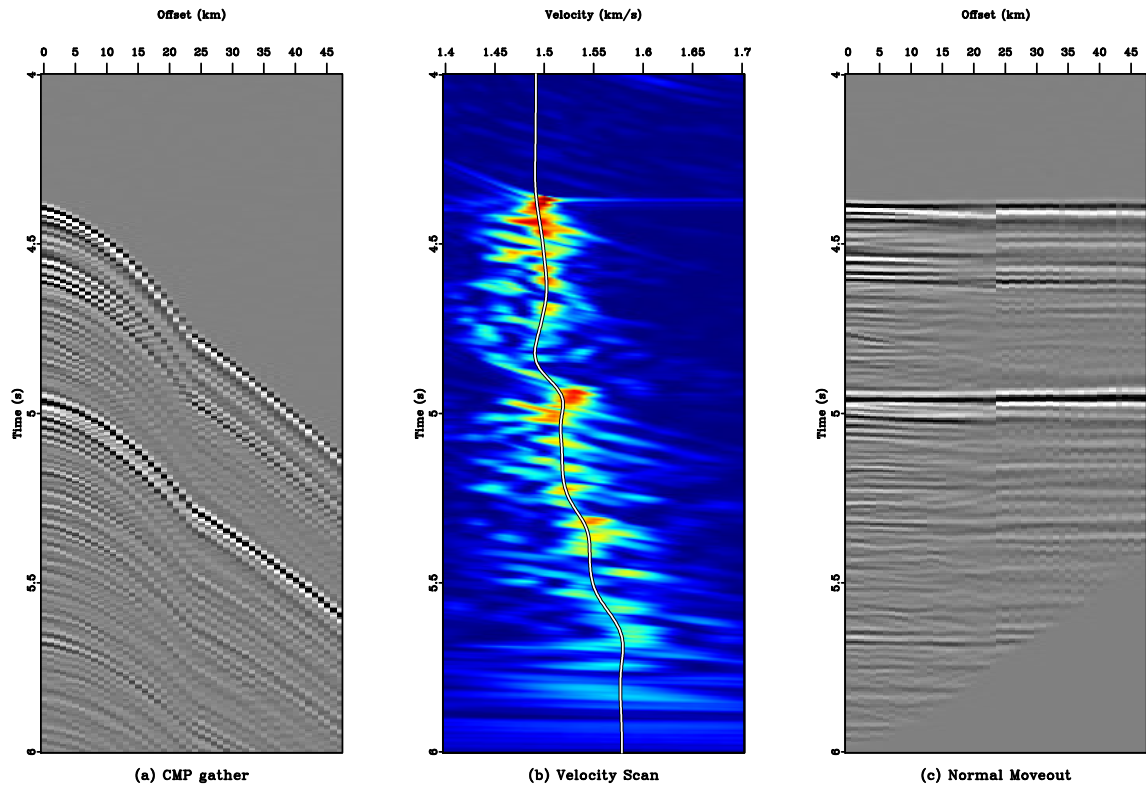 Offset (km)
0 5 10 15 20 25 30 35 40 45
4
4.5
5
5.5
6
Time (s)
(a) CMP gather
Velocity (km/s)
1.4 1.45 1.5 1.55 1.6 1.65 1.7
4
4.5
5
5.5
6
Time (s)
(b) Velocity Scan
Offset (km)
0 5 10 15 20 25 30 35 40 45
4
4.5
5
5.5
6
Time (s)
(c) Normal Moveout